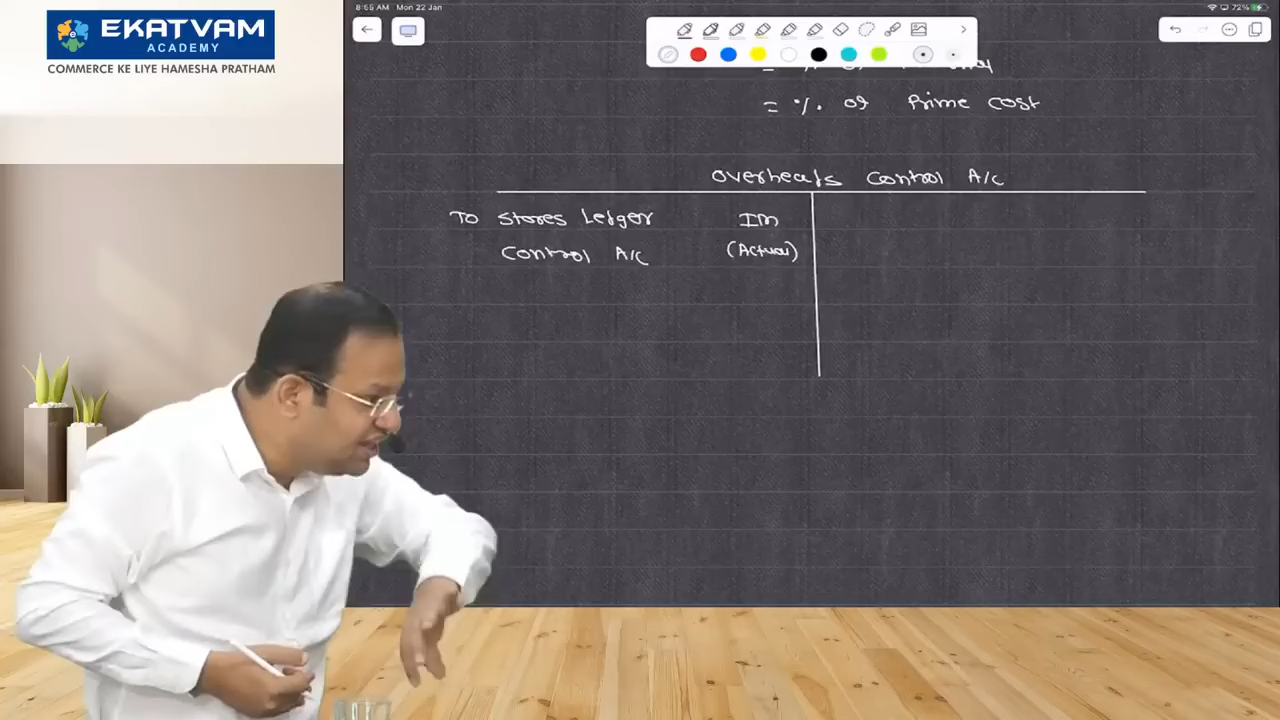 EKATVAM
ACADEMY
COMMERCE KE LIYE HAMESHA PRATHAM
8:55 AM Mon 22 Jan
72%
= % of Prime Cost
Overheads Control A/c
To Stores Ledger IM
Control A/c (Actual)